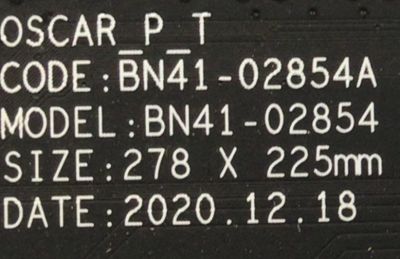 OSCAR_P_T
CODE:BN41-02854A
MODEL:BN41-02854
SIZE:278 X 225mm
DATE:2020.12.18